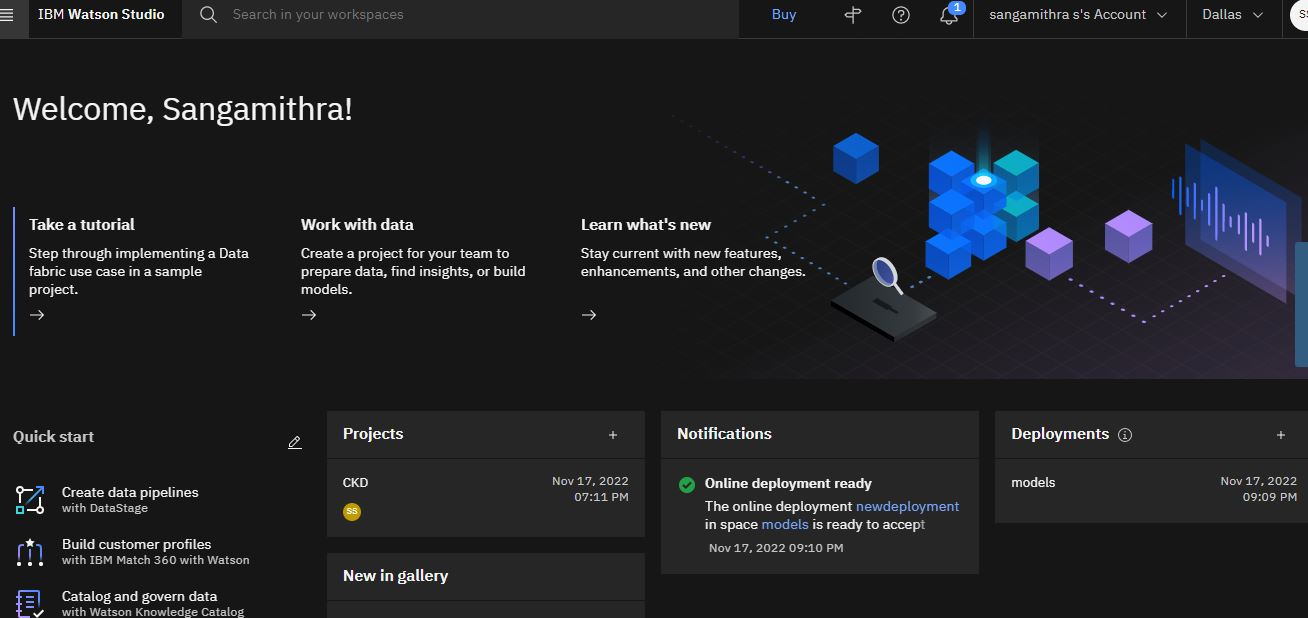 IBM Watson Studio
Search in your workspaces
Buy
1
sangamithra s's Account
Dallas
Welcome, Sangamithra!
Take a tutorial
Step through implementing a Data
fabric use case in a sample
project.
Work with data
Create a project for your team to
prepare data, find insights, or build
models.
Learn what's new
Stay current with new features,
enhancements, and other changes.
Quick start
Create data pipelines
with DataStage
Build customer profiles
with IBM Match 360 with Watson
Catalog and govern data
with Watson Knowledge Catalog
Projects
CKD
Nov 17, 2022
07:11 PM
SS
New in gallery
Notifications
Online deployment ready
The online deployment newdeployment
in space models is ready to accept
Nov 17, 2022 09:10 PM
Deployments
models
Nov 17, 2022
09:09 PM